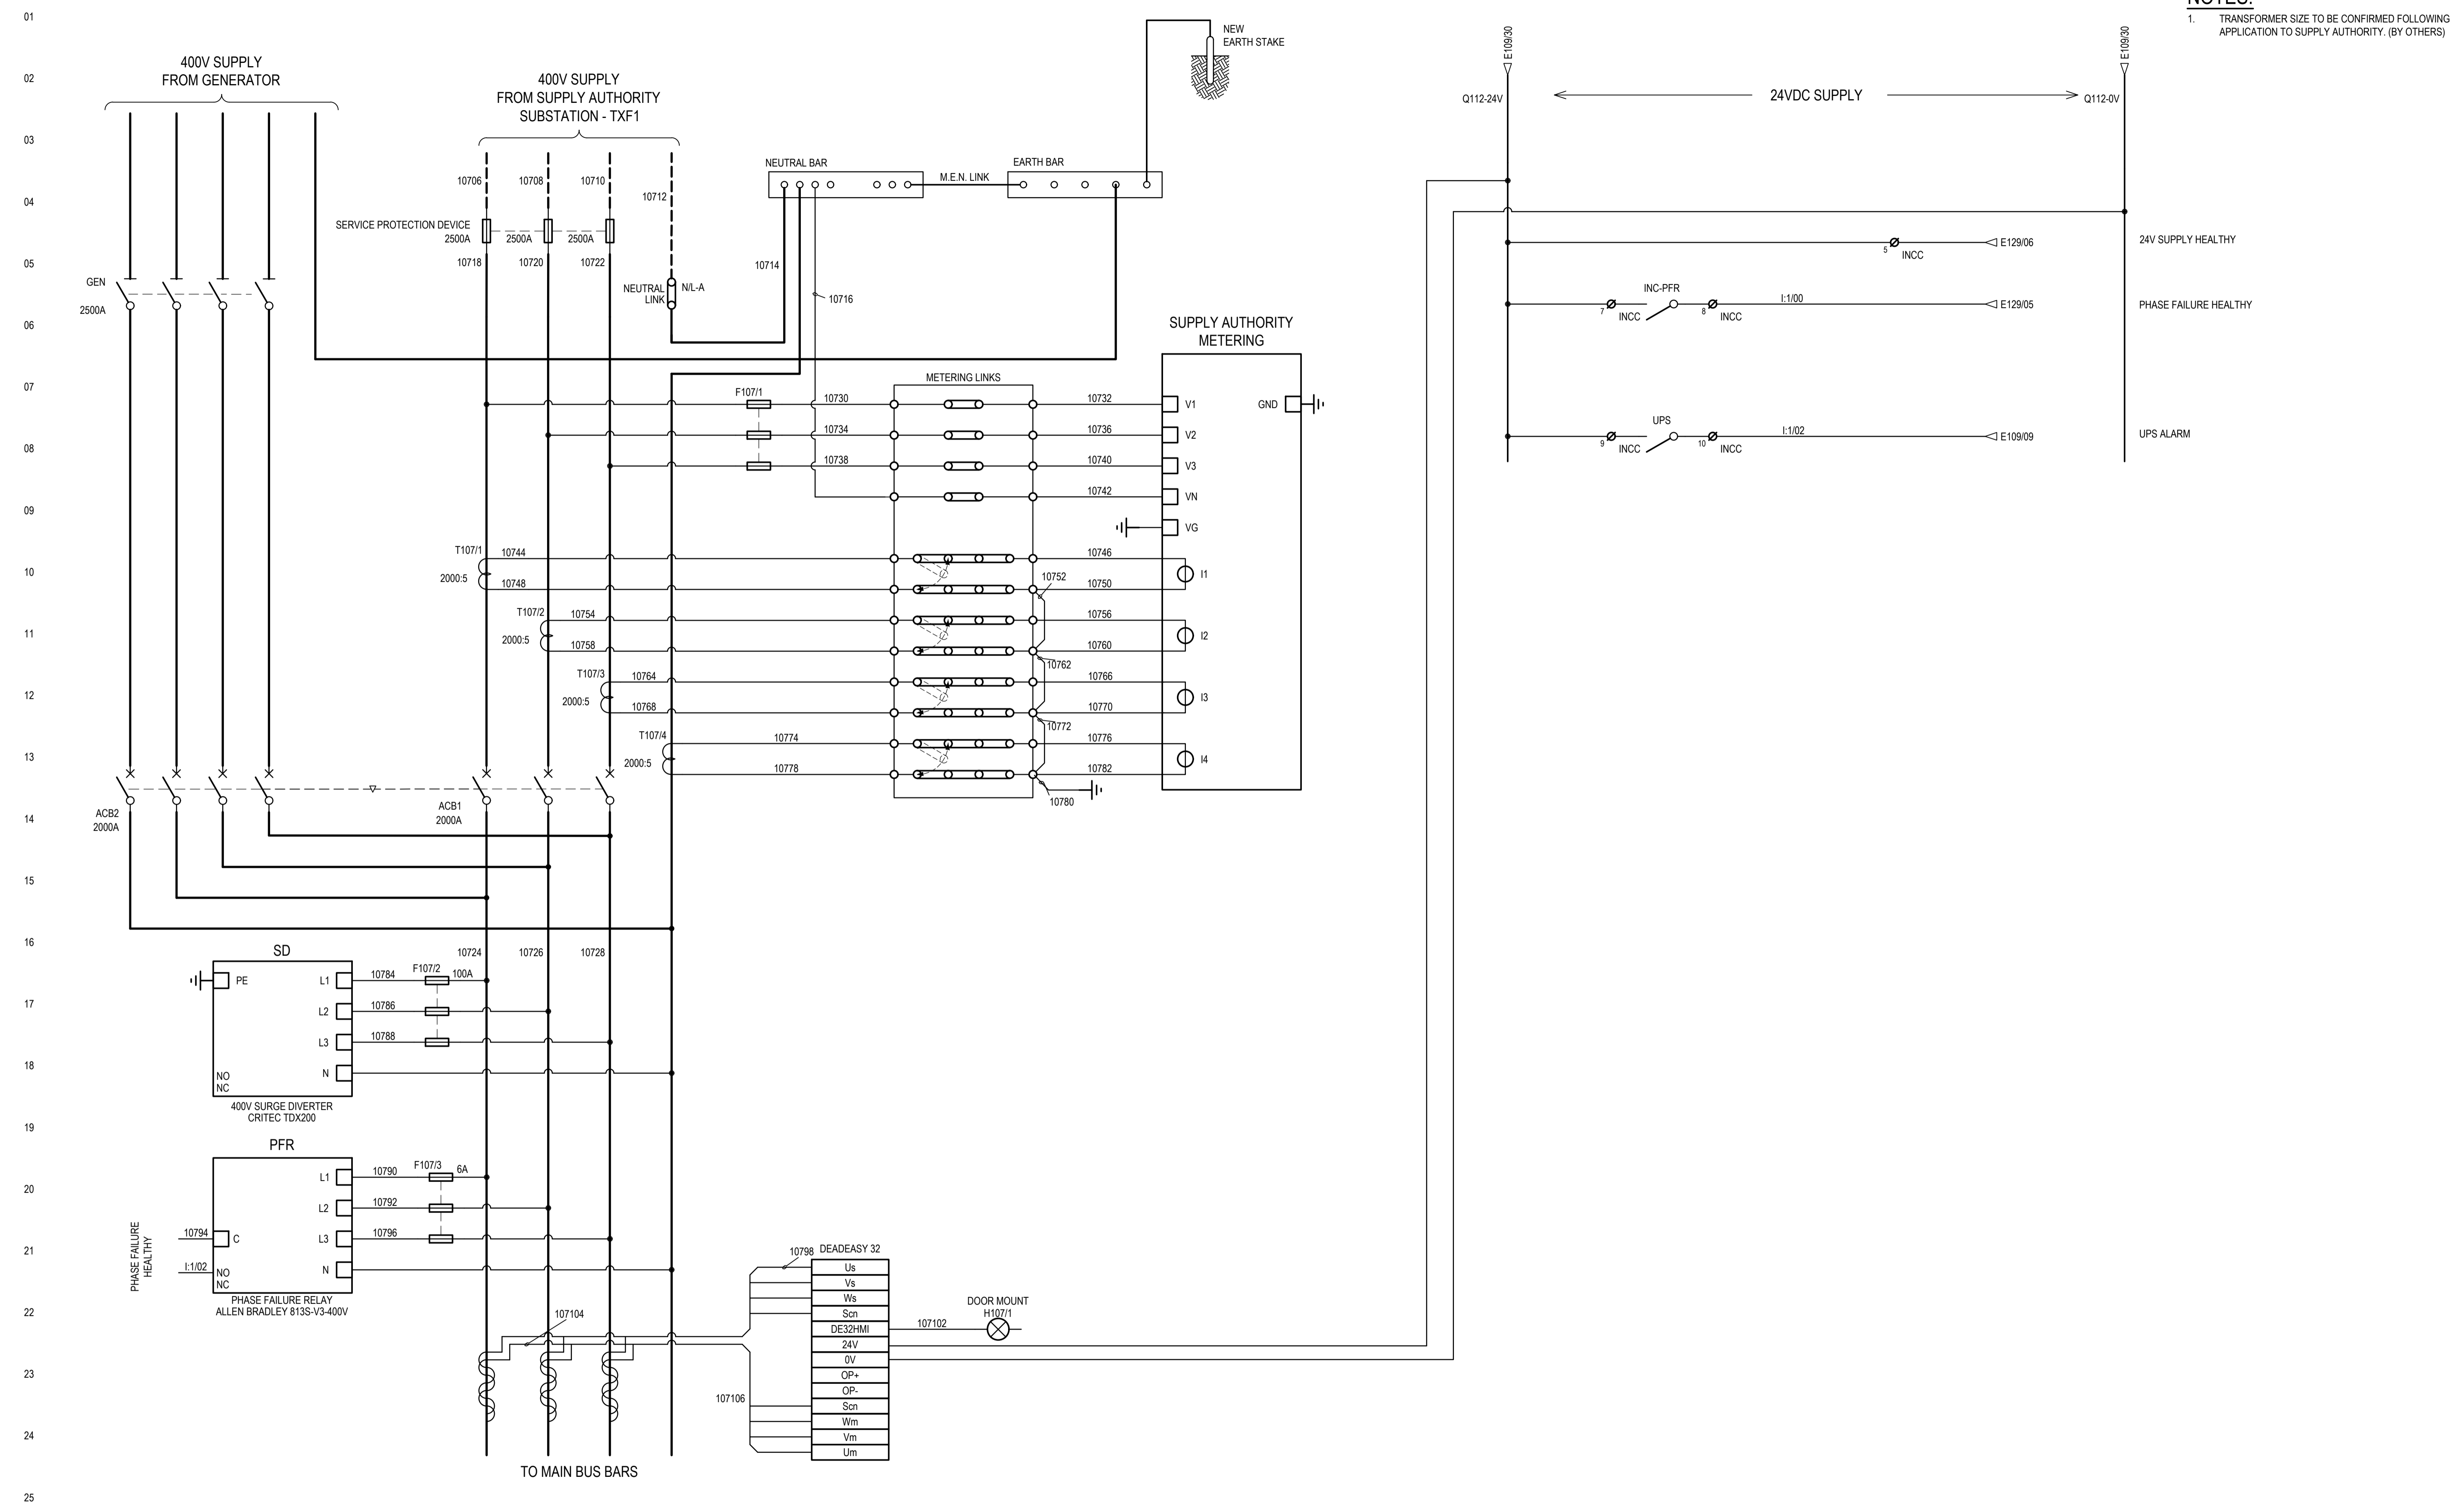 NOTES:
1. TRANSFORMER SIZE TO BE CONFIRMED FOLLOWING
APPLICATION TO SUPPLY AUTHORITY. (BY OTHERS)
01
02
03
04
05
06
07
08
09
10
11
12
13
14
15
16
17
18
19
20
21
22
23
24
25
400V SUPPLY
FROM GENERATOR
GEN
2500A
400V SUPPLY
FROM SUPPLY AUTHORITY
SUBSTATION - TXF1
10706
10708
10710
10712
SERVICE PROTECTION DEVICE
2500A
2500A
2500A
10718
10720
10722
NEUTRAL
LINK
N/L-A
NEUTRAL BAR
M.E.N. LINK
EARTH BAR
NEW
EARTH STAKE
10714
10716
SUPPLY AUTHORITY
METERING
METERING LINKS
F107/1
10730
10732
V1
GND
10734
10736
V2
10738
10740
V3
10742
VN
VG
T107/1
2000:5
10744
10746
10748
10750
10752
I1
T107/2
2000:5
10754
10756
10758
10760
10762
I2
T107/3
2000:5
10764
10766
10768
10770
10772
I3
T107/4
2000:5
10774
10776
10778
10782
10780
I4
ACB2
2000A
ACB1
2000A
10724
10726
10728
SD
PE
L1
L2
L3
N
NO
NC
10784
10786
10788
F107/2
100A
400V SURGE DIVERTER
CRITEC TDX200
PFR
L1
L2
L3
N
C
NO
NC
10790
10792
10796
F107/3
6A
10794
I:1/02
PHASE FAILURE
HEALTHY
PHASE FAILURE RELAY
ALLEN BRADLEY 813S-V3-400V
107104
10798
DEADEASY 32
Us
Vs
Ws
Scn
DE32HMI
24V
0V
OP+
OP-
Scn
Wm
Vm
Um
107106
107102
DOOR MOUNT
H107/1
TO MAIN BUS BARS
E109/30
E109/30
Q112-24V
24VDC SUPPLY
Q112-0V
5
INCC
E129/06
24V SUPPLY HEALTHY
INC-PFR
7
INCC
8
INCC
I:1/00
E129/05
PHASE FAILURE HEALTHY
UPS
9
INCC
10
INCC
I:1/02
E109/09
UPS ALARM